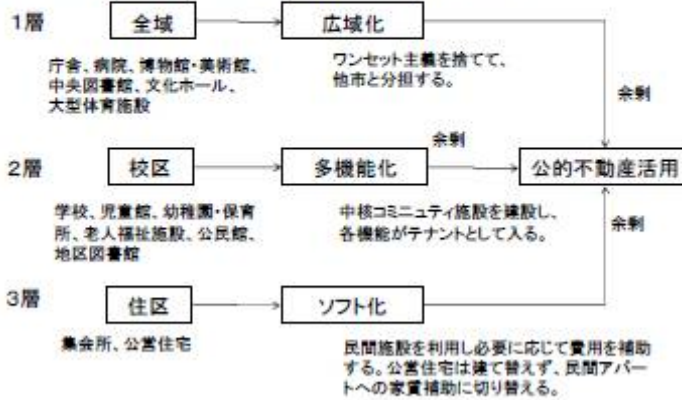 1層
全域
広域化
庁舎、病院、博物館・美術館、
中央図書館、文化ホール、
大型体育施設
ワンセット主義を捨てて、
他市と分担する。
余剰
2層
校区
多機能化
余剰
公的不動産活用
学校、児童館、幼稚園・保育
所、老人福祉施設、公民館、
地区図書館
中核コミニュティ施設を建設し、
各機能がテナントとして入る。
余剰
3層
住区
ソフト化
集会所、公営住宅
民間施設を利用し必要に応じて費用を補助
する。公営住宅は建て替えず、民間アパー
トへの家賃補助に切り替える。